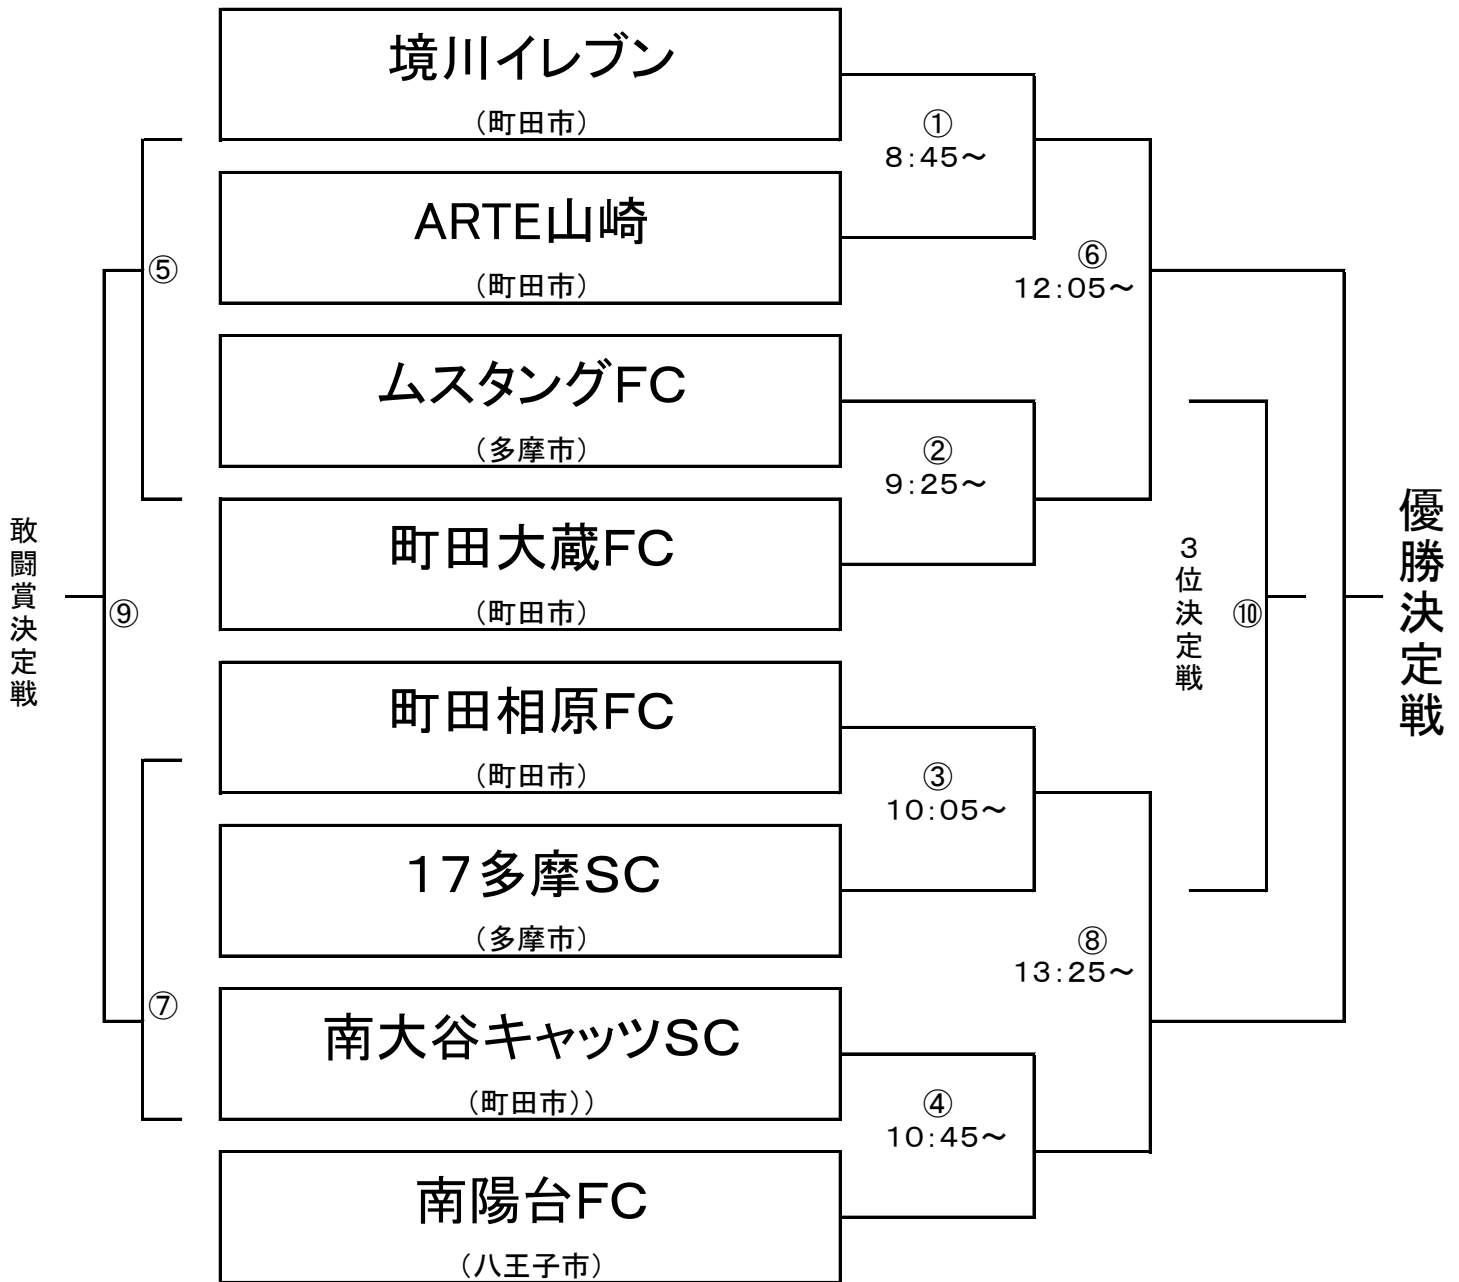 境川イレブン
（町田市）
①
8：45～
ARTE山崎
（町田市）
⑤
⑥
12：05～
ムスタングFC
（多摩市）
②
9：25～
町田大蔵FC
（町田市）
敢闘賞決定戦
⑨
3位決定戦
⑩
優勝決定戦
町田相原FC
（町田市）
③
10：05～
17多摩SC
（多摩市）
⑧
13：25～
⑦
南大谷キャッツSC
（町田市））
④
10：45～
南陽台FC
（八王子市）